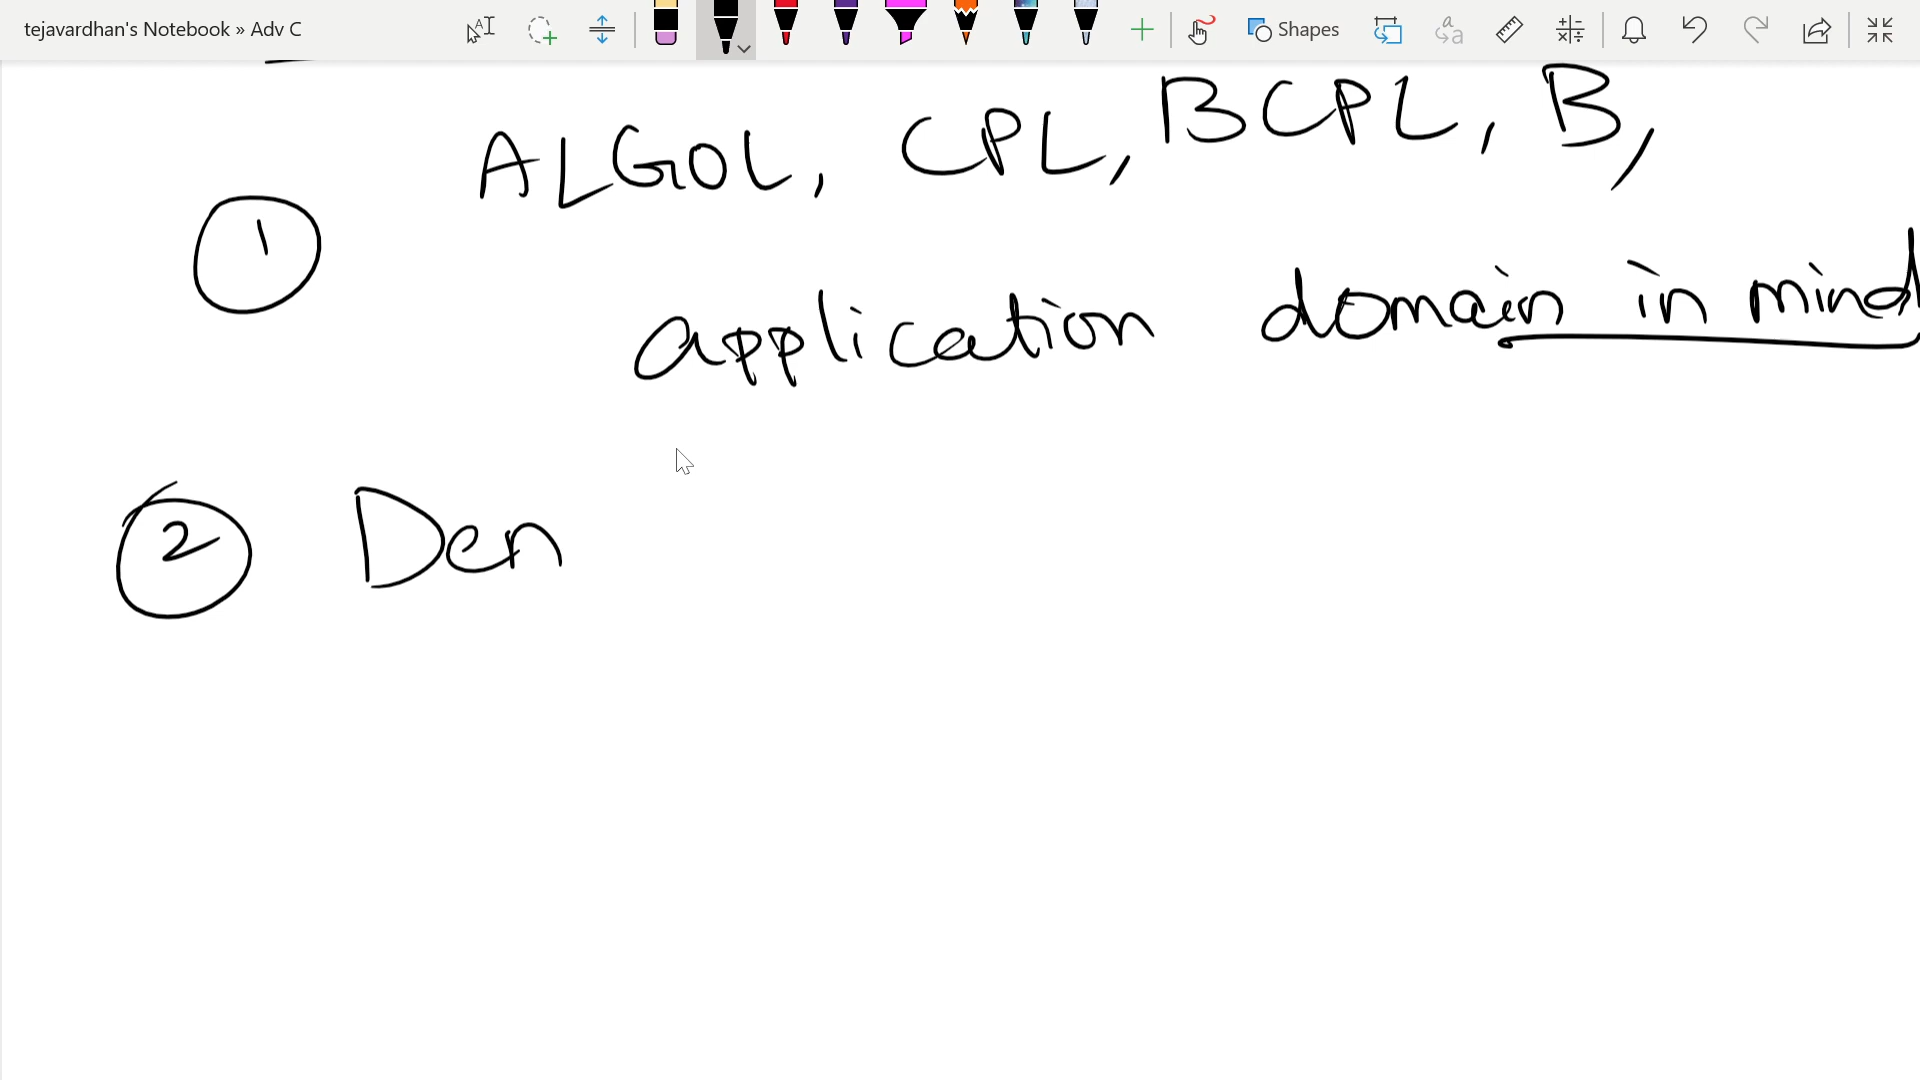 tejavardhan's Notebook » Adv C
Shapes
ALGOL, CPL, BCPL, B,
1
application domain in mind
2 Den